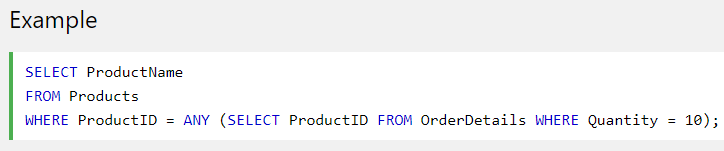 Example
SELECT ProductName
FROM Products
WHERE ProductID = ANY (SELECT ProductID FROM OrderDetails WHERE Quantity = 10);